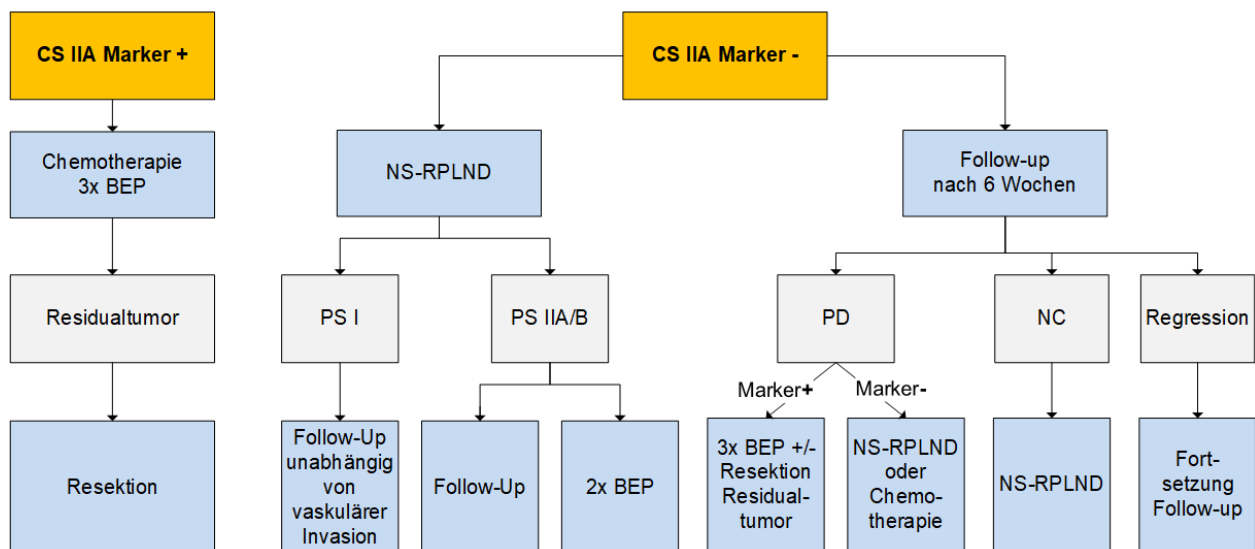 CS IIA Marker +
CS IIA Marker -
Chemotherapie
3x BEP
NS-RPLND
Follow-up
nach 6 Wochen
Residualtumor
PS I
PS IIA/B
PD
NC
Regression
Marker+
Marker-
Resektion
Follow-Up
unabhängig
von
vaskulärer
Invasion
Follow-Up
2x BEP
3x BEP +/-
Resektion
Residual-
tumor
NS-RPLND
oder
Chemo-
therapie
NS-RPLND
Fort-
setzung
Follow-up